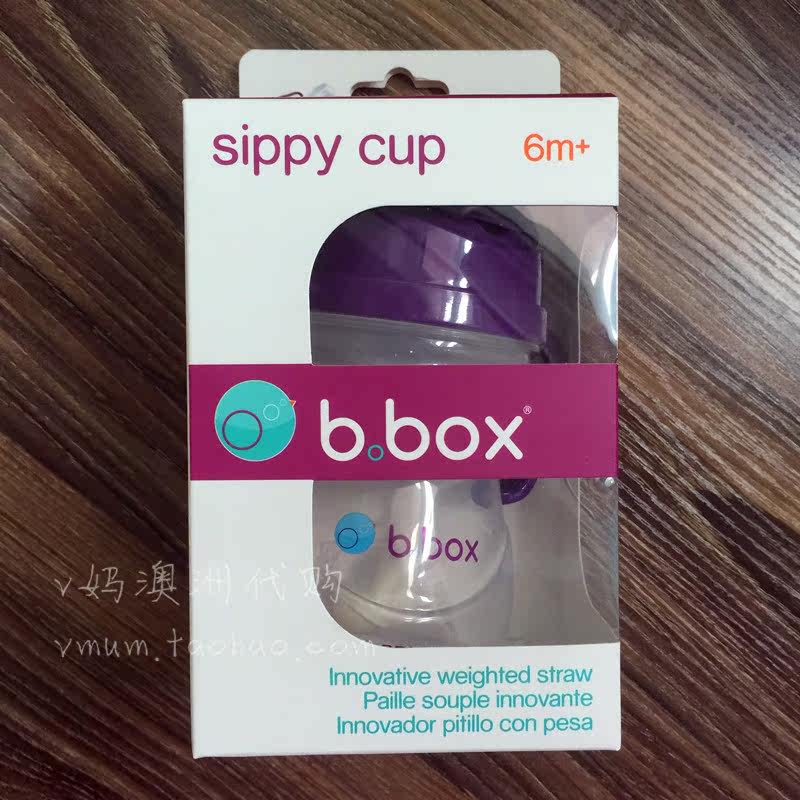 sippy cup 6m+
b.box®
b.box
v妈澳洲代购
vmum.taobao.com
Innovative weighted straw
Paille souple innovante
Innovador pitillo con pesa